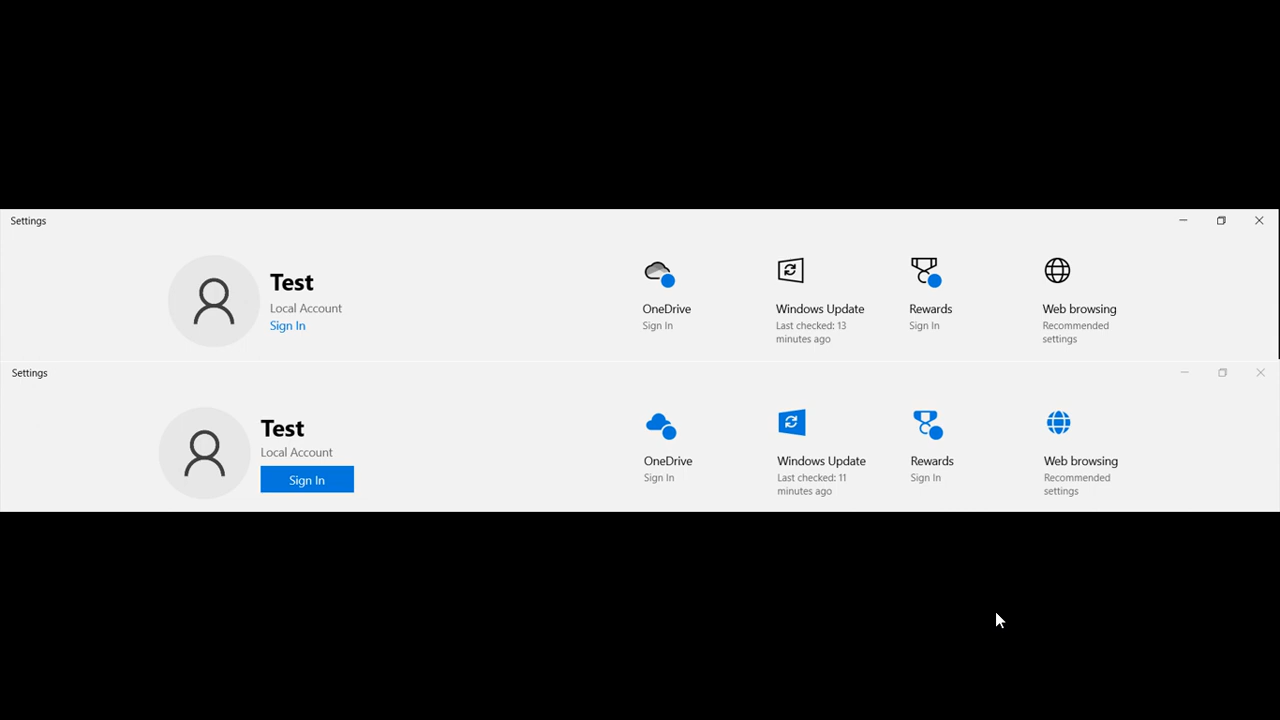 Settings
Test
Local Account
Sign In
OneDrive
Sign In
Windows Update
Last checked: 13
minutes ago
Rewards
Sign In
Web browsing
Recommended
settings
Settings
Test
Local Account
Sign In
OneDrive
Sign In
Windows Update
Last checked: 11
minutes ago
Rewards
Sign In
Web browsing
Recommended
settings